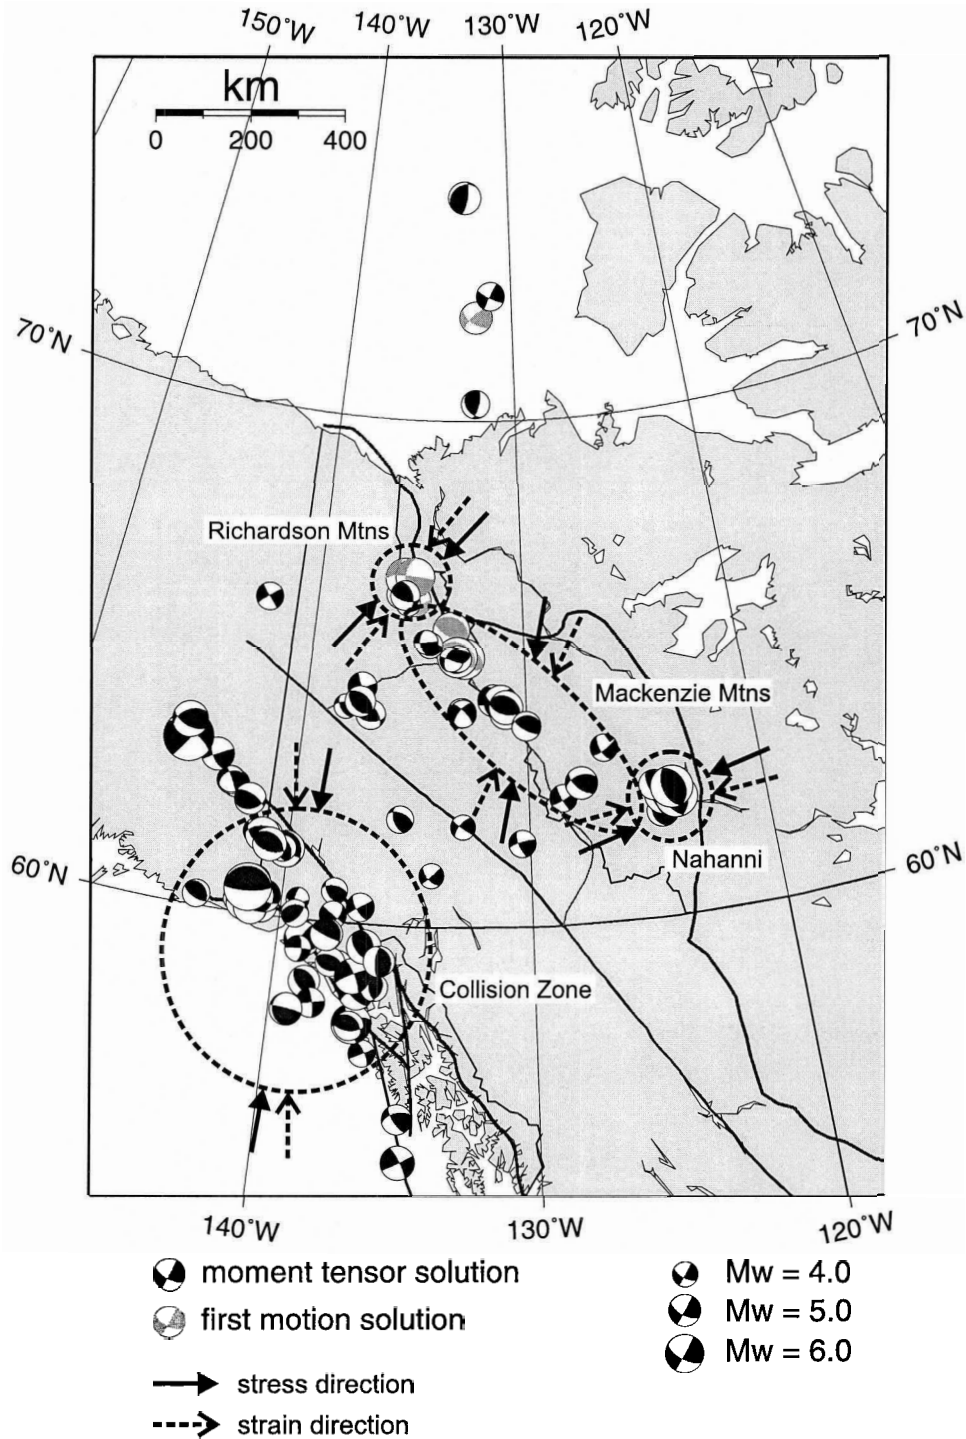 150°W 140°W 130°W 120°W
km
0 200 400
70°N 70°N
Richardson Mtns
Mackenzie Mtns
Nahanni
60°N 60°N
Collision Zone
140°W 130°W 120°W
moment tensor solution
first motion solution
stress direction
strain direction
Mw = 4.0
Mw = 5.0
Mw = 6.0